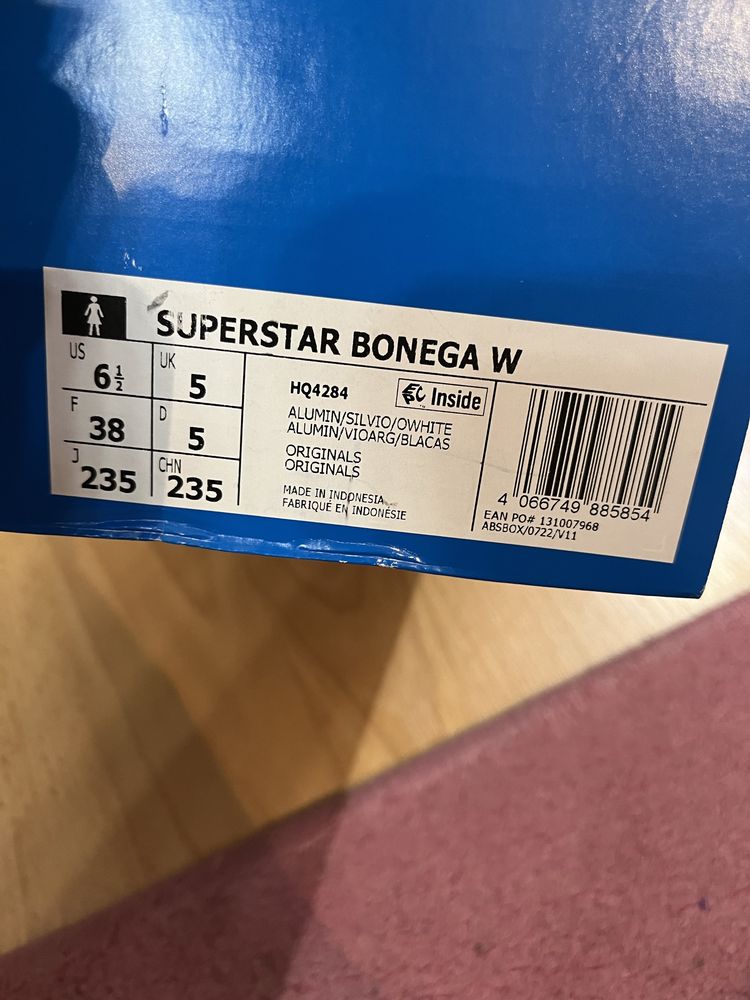 SUPERSTAR BONEGA W
US 6½
UK 5
F 38
D 5
J 235
CHN 235
HQ4284
Inside
ALUMIN/SILVIO/OWHITE
ALUMIN/VIOARG/BLACAS
ORIGINALS
ORIGINALS
MADE IN INDONESIA
FABRIQUÉ EN INDONÉSIE
4 066749 885854
EAN PO# 131007968
ABSBOX/0722/V11